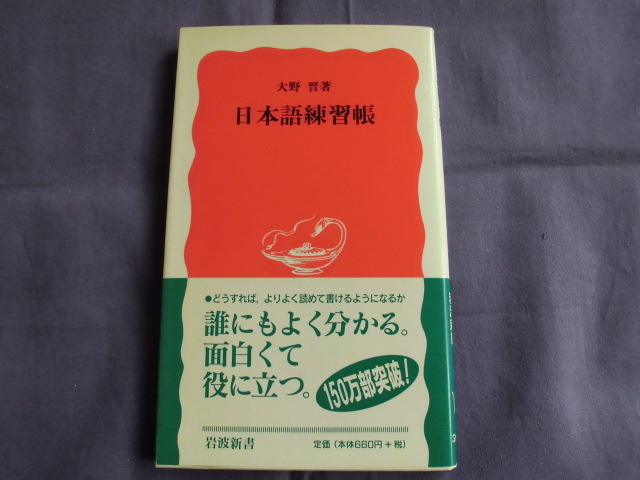 大野 晋著
日本語練習帳
●どうすれば，よりよく読めて書けるようになるか
誰にもよく分かる。
面白くて
役に立つ。
150万部突破！
岩波新書
定価（本体660円＋税）